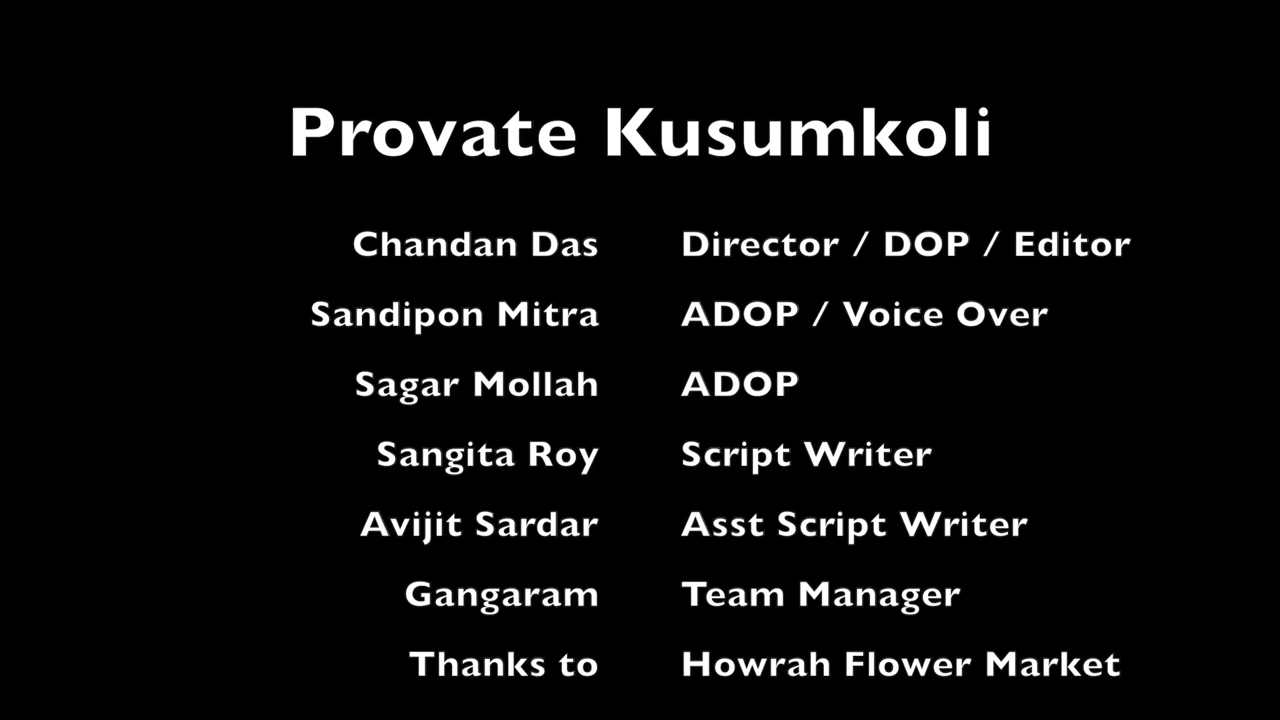 Provate Kusumkoli
Chandan Das Director / DOP / Editor
Sandipon Mitra ADOP / Voice Over
Sagar Mollah ADOP
Sangita Roy Script Writer
Avijit Sardar Asst Script Writer
Gangaram Team Manager
Thanks to Howrah Flower Market